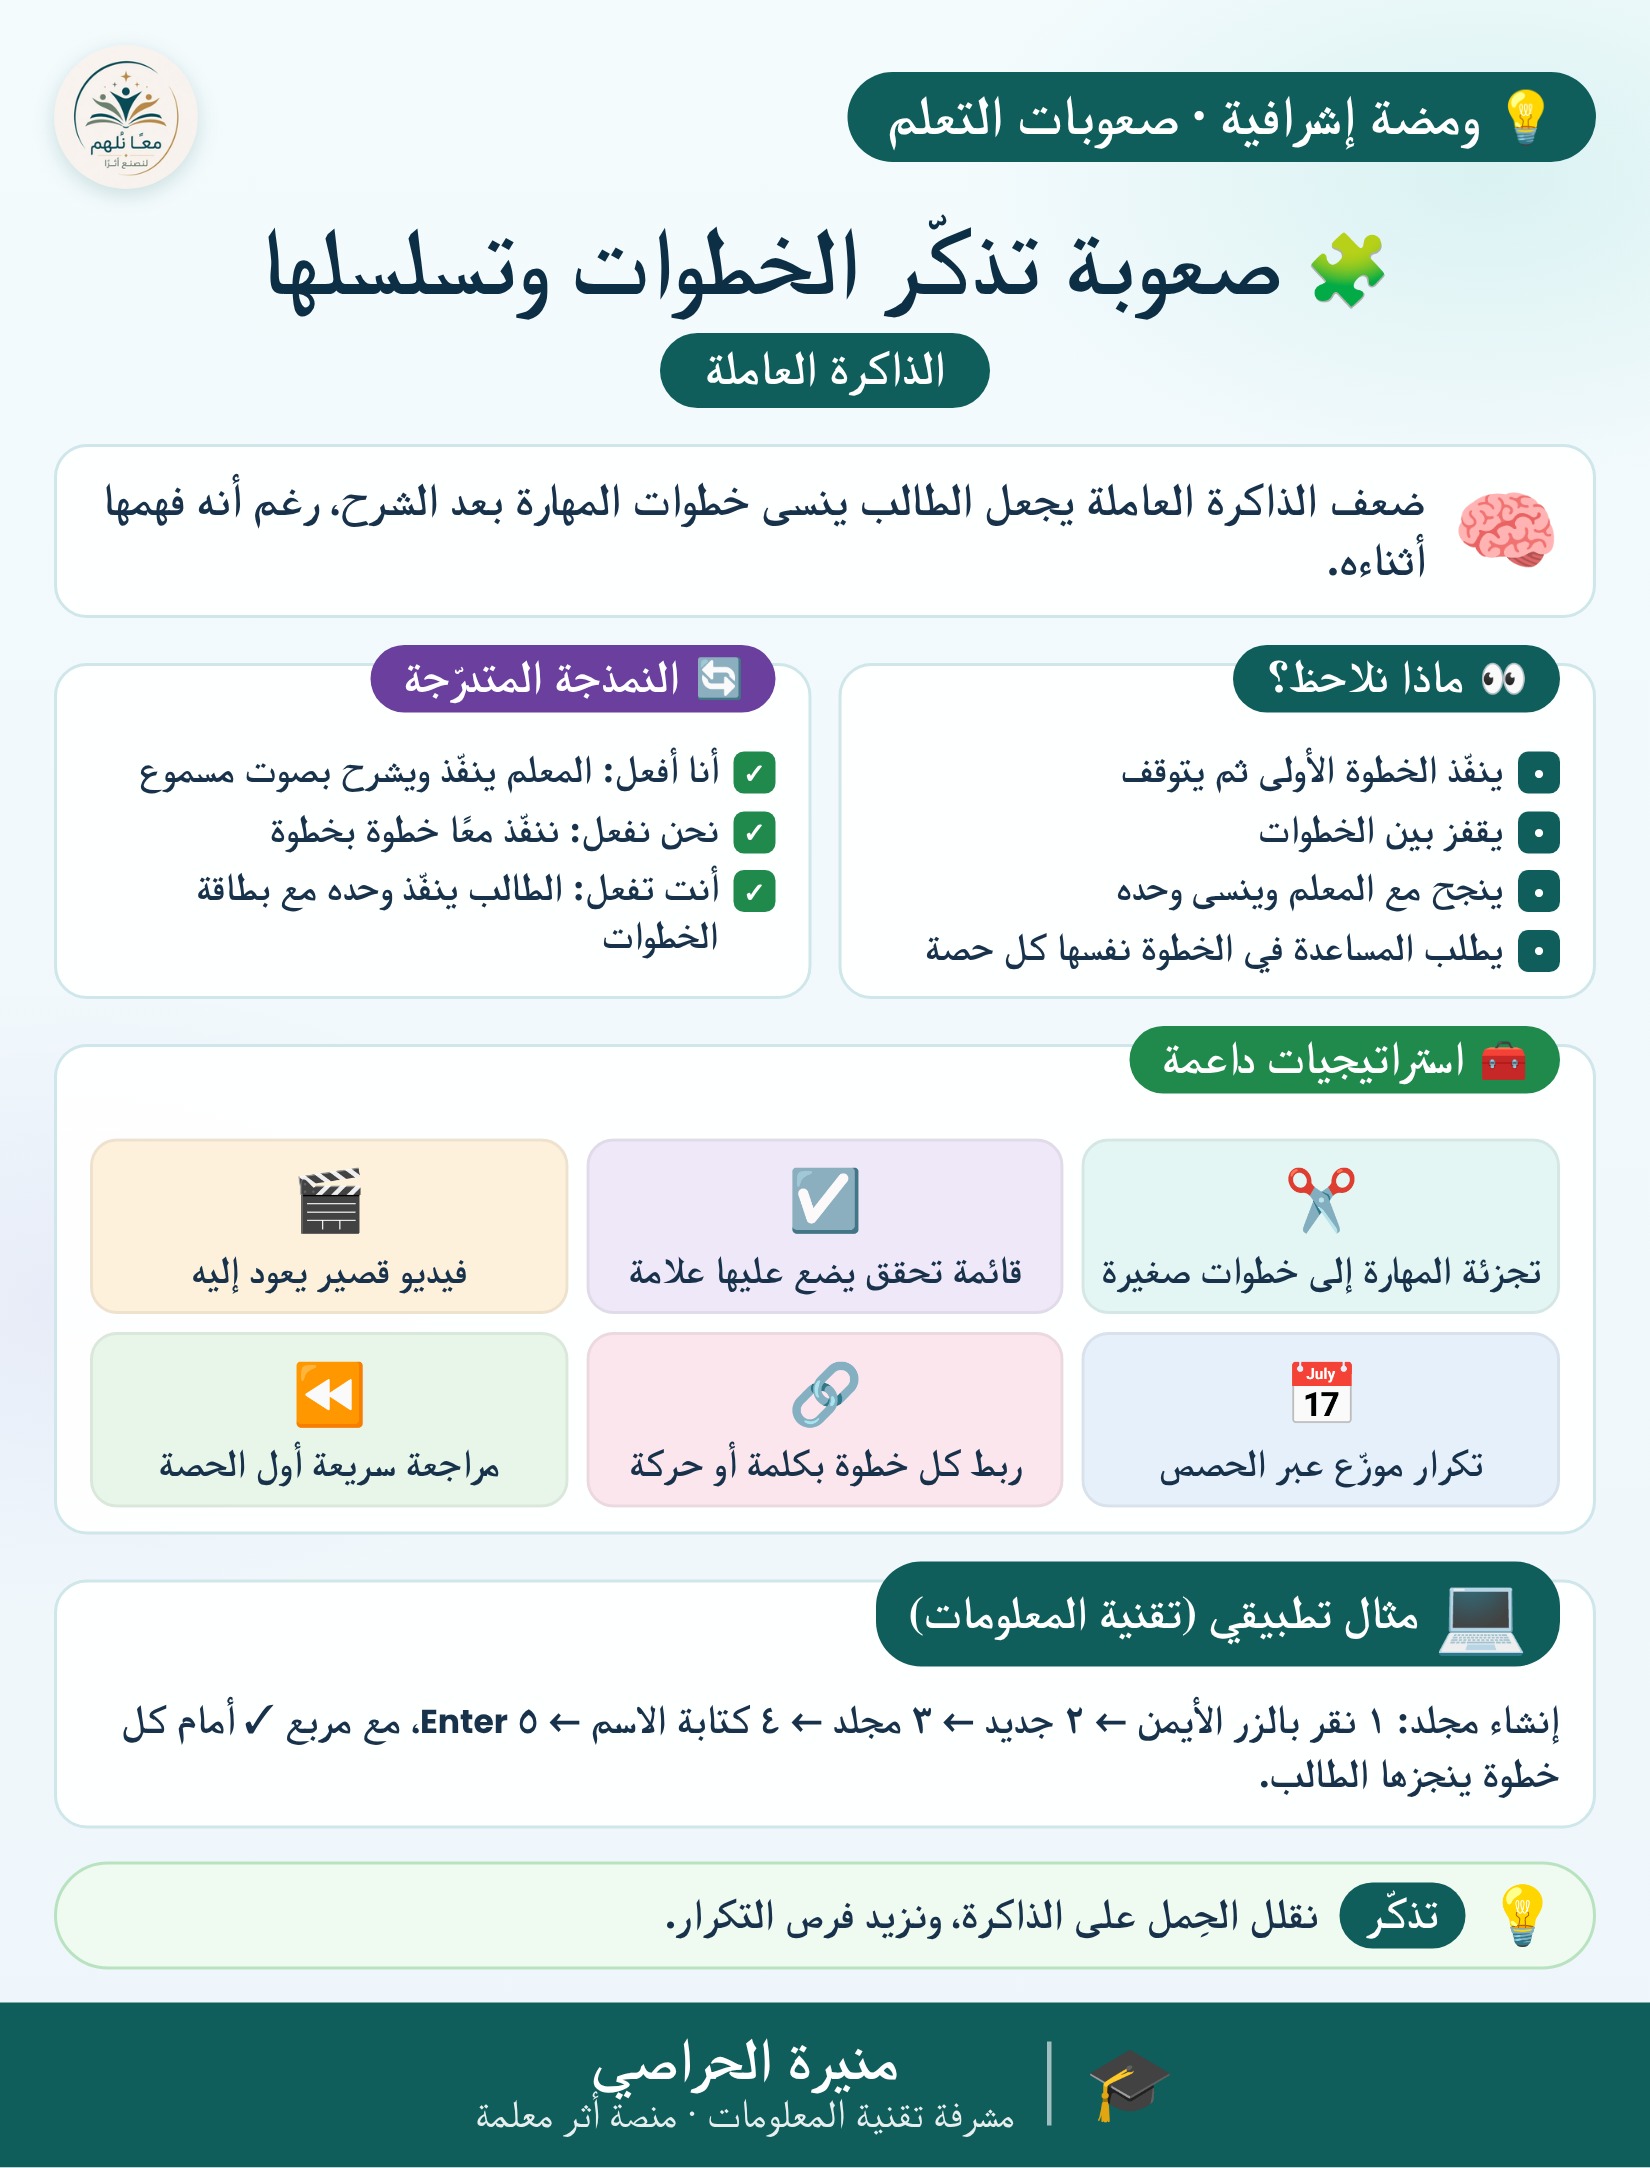 💡 ومضة إشرافية · صعوبات التعلم
معًا نُلهم
لنصنع أثرًا
🧩 صعوبة تذكّر الخطوات وتسلسلها
الذاكرة العاملة
ضعف الذاكرة العاملة يجعل الطالب ينسى خطوات المهارة بعد الشرح، رغم أنه فهمها
أثناءه.
👀 ماذا نلاحظ؟
ينفّذ الخطوة الأولى ثم يتوقف
يقفز بين الخطوات
ينجح مع المعلم وينسى وحده
يطلب المساعدة في الخطوة نفسها كل حصة
🔄 النمذجة المتدرّجة
✓ أنا أفعل: المعلم ينفّذ ويشرح بصوت مسموع
✓ نحن نفعل: ننفّذ معًا خطوة بخطوة
✓ أنت تفعل: الطالب ينفّذ وحده مع بطاقة
الخطوات
🧰 استراتيجيات داعمة
تجزئة المهارة إلى خطوات صغيرة
قائمة تحقق يضع عليها علامة
فيديو قصير يعود إليه
July
17
تكرار موزّع عبر الحصص
ربط كل خطوة بكلمة أو حركة
مراجعة سريعة أول الحصة
💻 مثال تطبيقي (تقنية المعلومات)
إنشاء مجلد: ١ نقر بالزر الأيمن ← ٢ جديد ← ٣ مجلد ← ٤ كتابة الاسم ← ٥ Enter، مع مربع ✓ أمام كل
خطوة ينجزها الطالب.
💡 تذكّر نقلل الحِمل على الذاكرة، ونزيد فرص التكرار.
منيرة الحراصي
مشرفة تقنية المعلومات · منصة أثر معلمة